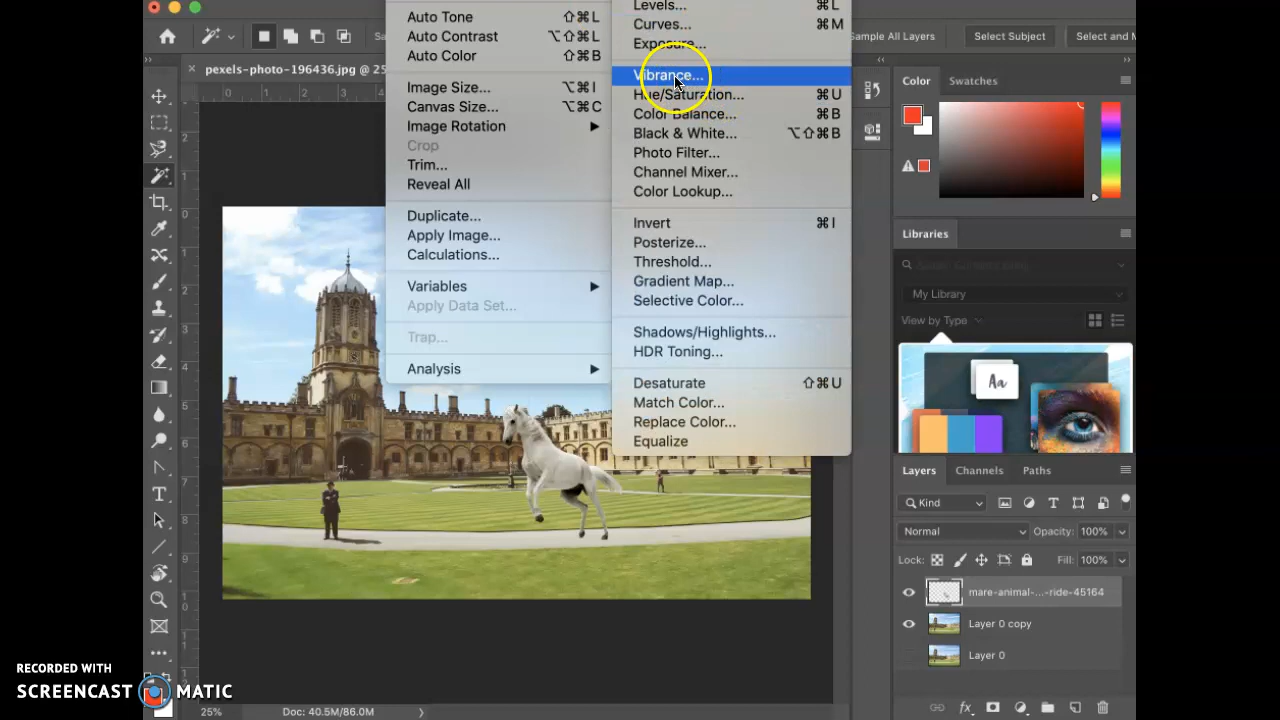 Levels... ⌘L
Auto Tone ⇧⌘L
Curves... ⌘M
Auto Contrast ⌥⇧⌘L
Exposure...
Sample All Layers
Select Subject
Select and M
Auto Color ⇧⌘B
× pexels-photo-196436.jpg @ 25
Vibrance...
Color Swatches
Image Size... ⌥⌘I
Hue/Saturation... ⌘U
Canvas Size... ⌥⌘C
Color Balance... ⌘B
Image Rotation
Black & White... ⌥⇧⌘B
Crop
Photo Filter...
Trim...
Channel Mixer...
Reveal All
Color Lookup...
Duplicate...
Invert ⌘I
Apply Image...
Posterize...
Libraries
Calculations...
Threshold...
Variables
Gradient Map...
My Library
Apply Data Set...
Selective Color...
View by Type
Trap...
Shadows/Highlights...
HDR Toning...
Analysis
Desaturate ⇧⌘U
Aa
Match Color...
Replace Color...
Equalize
Layers Channels Paths
Kind
Normal Opacity: 100%
Lock: Fill: 100%
mare-animal-...-ride-45164
Layer 0 copy
Layer 0
RECORDED WITH
SCREENCAST MATIC
25% Doc: 40.5M/86.0M